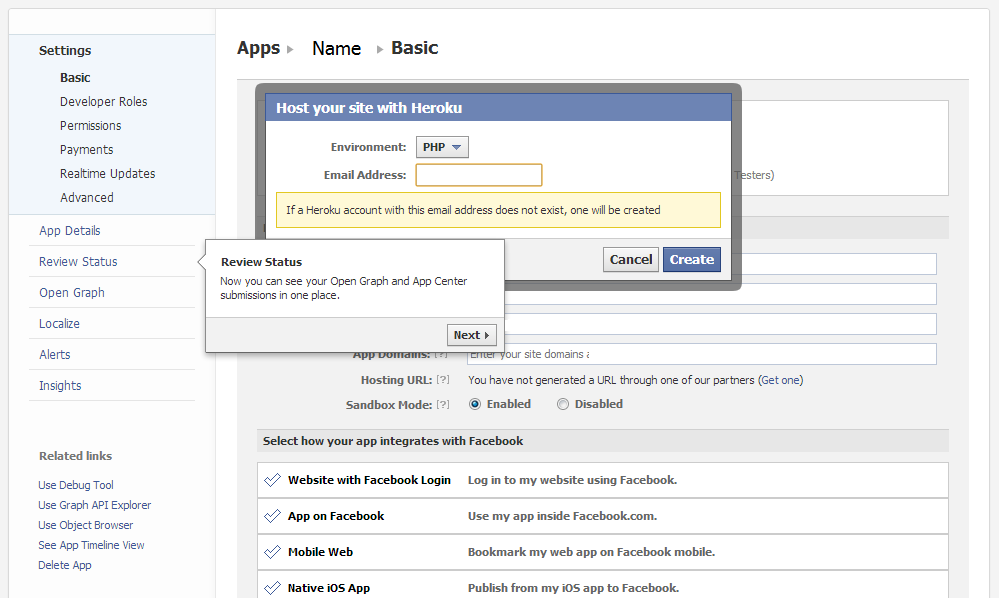 Apps Name Basic
Settings
Basic
Developer Roles
Permissions
Payments
Realtime Updates
Advanced
App Details
Review Status
Open Graph
Localize
Alerts
Insights
Related links
Use Debug Tool
Use Graph API Explorer
Use Object Browser
See App Timeline View
Delete App
Host your site with Heroku
Environment: PHP
Email Address:
Testers)
If a Heroku account with this email address does not exist, one will be created
Cancel Create
Review Status
Now you can see your Open Graph and App Center
submissions in one place.
Next
App Domains: [?] Enter your site domains a
Hosting URL: [?] You have not generated a URL through one of our partners (Get one)
Sandbox Mode: [?] Enabled Disabled
Select how your app integrates with Facebook
Website with Facebook Login Log in to my website using Facebook.
App on Facebook Use my app inside Facebook.com.
Mobile Web Bookmark my web app on Facebook mobile.
Native iOS App Publish from my iOS app to Facebook.